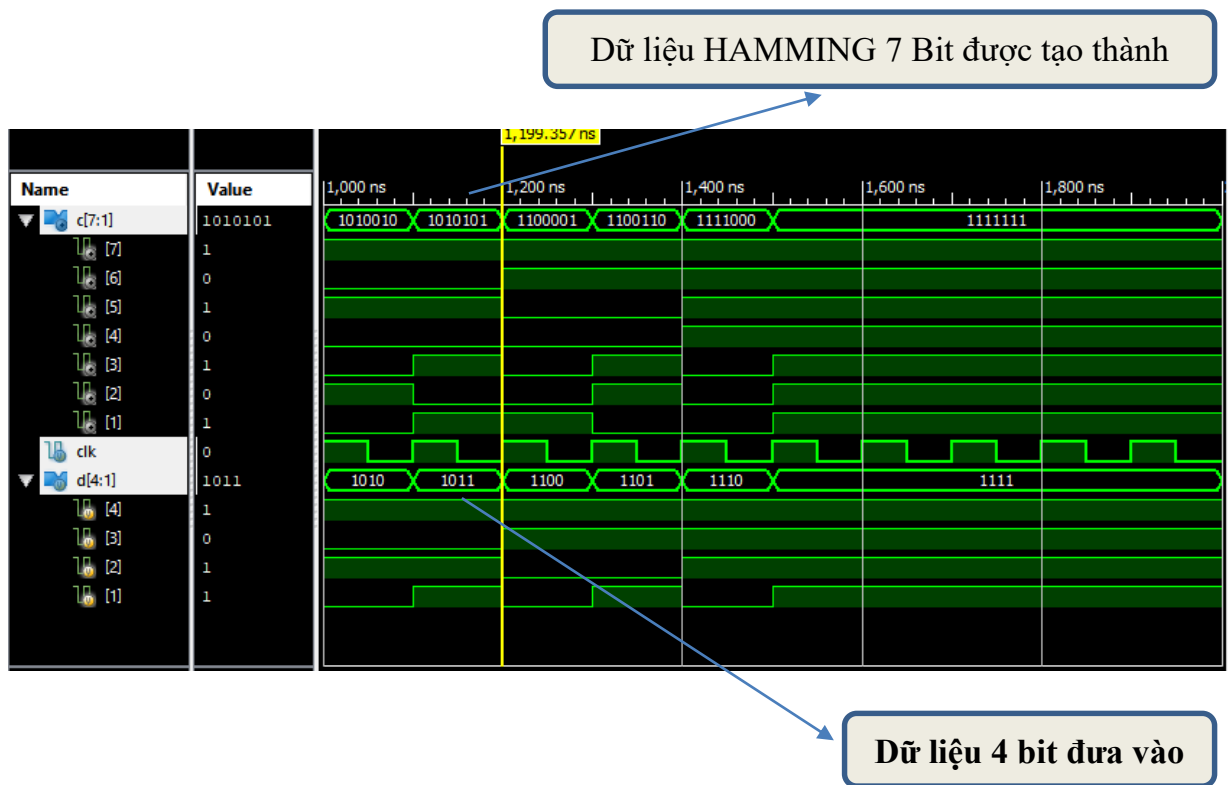 Dữ liệu HAMMING 7 Bit được tạo thành
1,199.357 ns
Name Value 1,000 ns 1,200 ns 1,400 ns 1,600 ns 1,800 ns
c[7:1] 1010101 1010010 1010101 1100001 1100110 1111000 1111111
[7] 1
[6] 0
[5] 1
[4] 0
[3] 1
[2] 0
[1] 1
clk 0
d[4:1] 1011 1010 1011 1100 1101 1110 1111
[4] 1
[3] 0
[2] 1
[1] 1
Dữ liệu 4 bit đưa vào